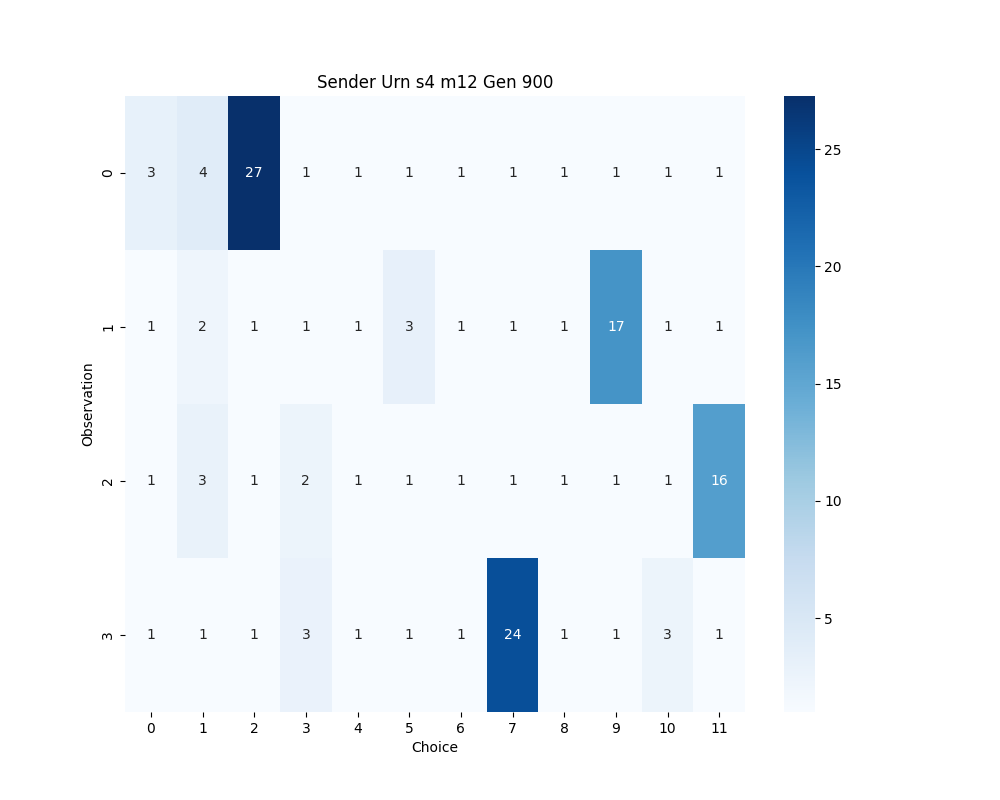 Sender Urn s4 m12 Gen 900
0 3 4 27 1 1 1 1 1 1 1 1 1
1 1 2 1 1 1 3 1 1 1 17 1 1
2 1 3 1 2 1 1 1 1 1 1 1 16
3 1 1 1 3 1 1 1 24 1 1 3 1
0 1 2 3 4 5 6 7 8 9 10 11
Choice
Observation
25
20
15
10
5